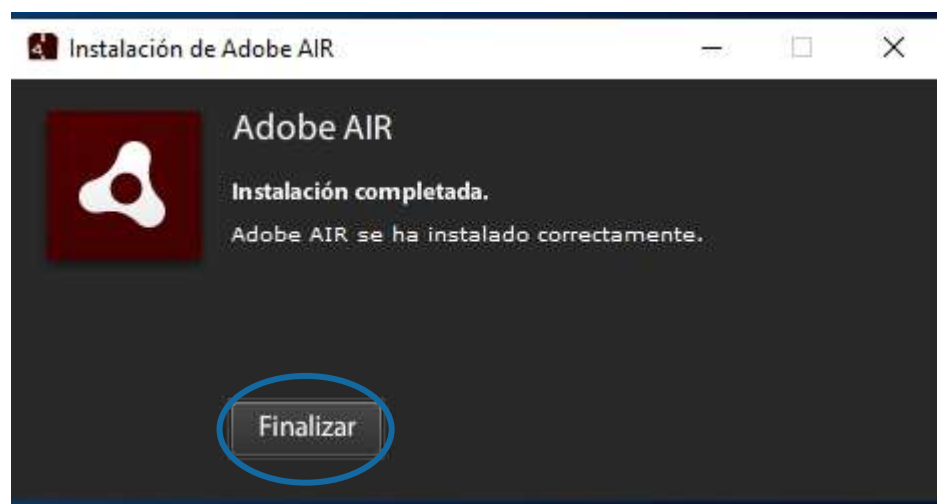 Instalación de Adobe AIR
Adobe AIR
Instalación completada.
Adobe AIR se ha instalado correctamente.
Finalizar